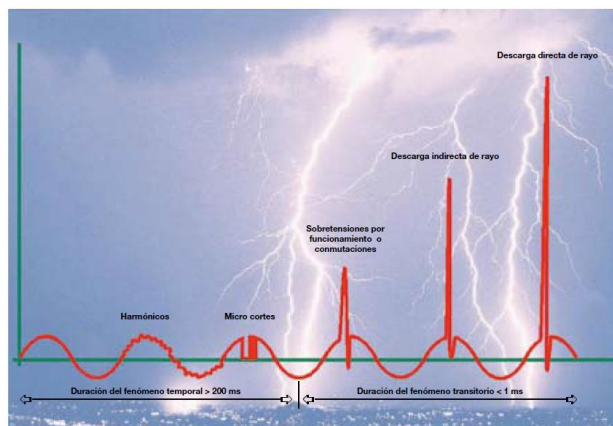 Descarga directa de rayo
Descarga indirecta de rayo
Sobretensiones por
funcionamiento o
conmutaciones
Harmónicos
Micro cortes
Duración del fenómeno temporal > 200 ms
Duración del fenómeno transitorio < 1 ms